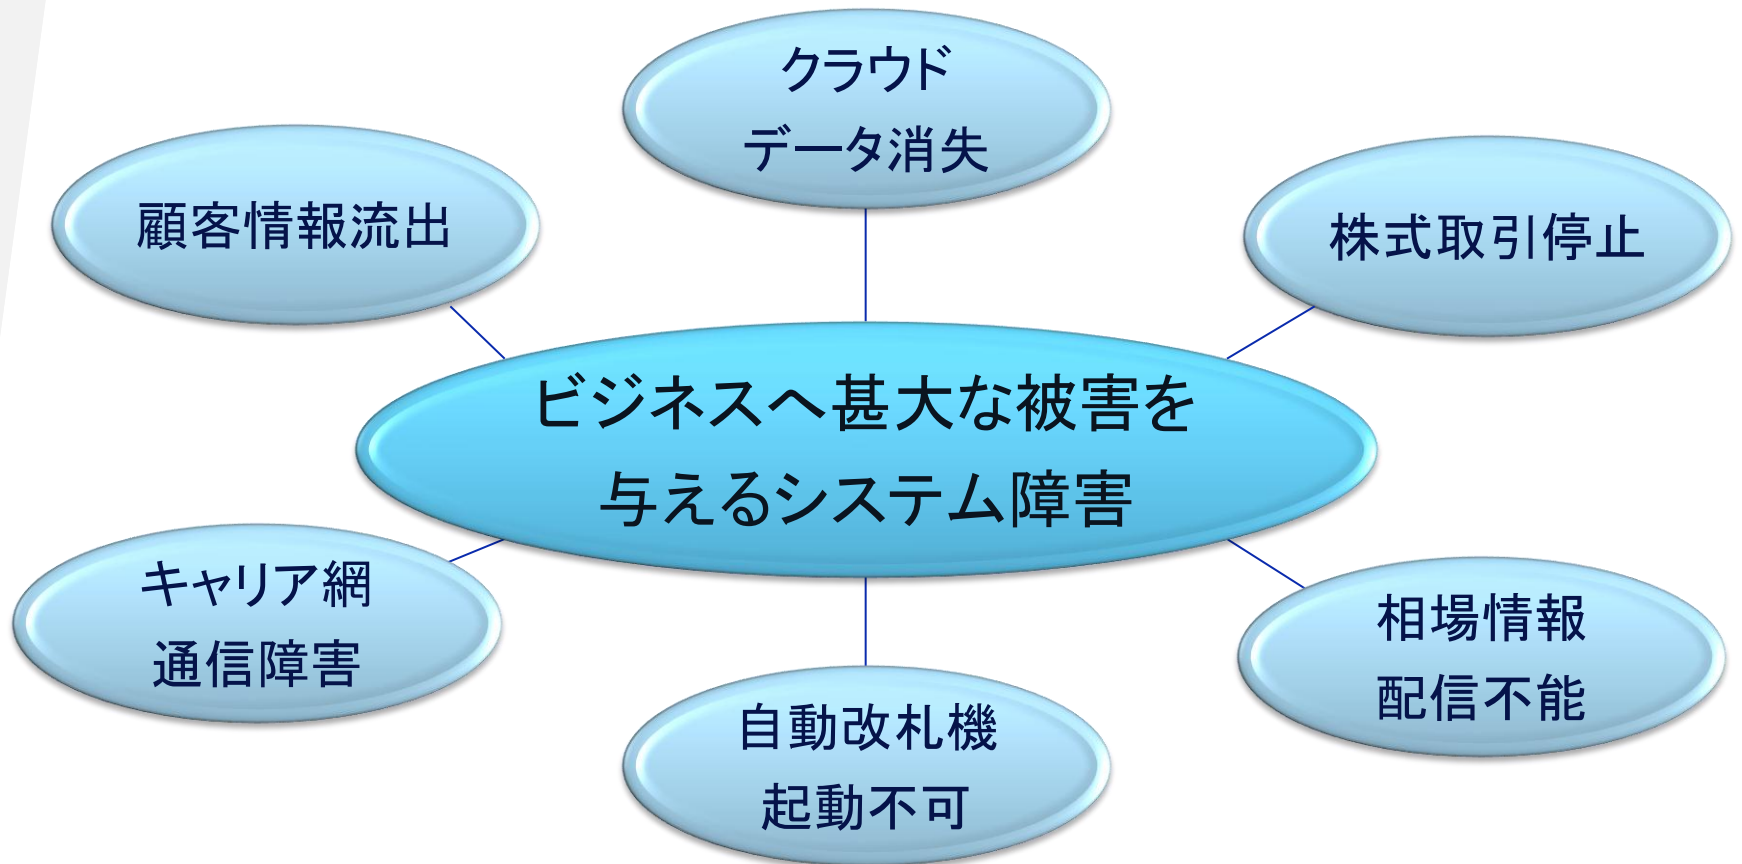 クラウド
データ消失
顧客情報流出
株式取引停止
ビジネスへ甚大な被害を
与えるシステム障害
キャリア網
通信障害
相場情報
配信不能
自動改札機
起動不可